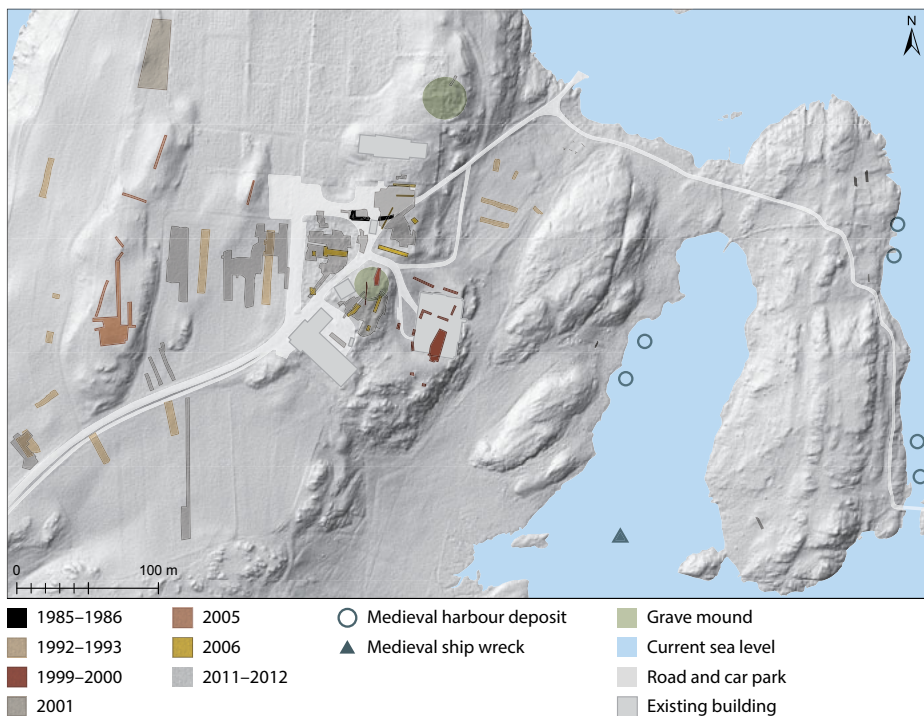 N
0 100 m
1985–1986
1992–1993
1999–2000
2001
2005
2006
2011–2012
Medieval harbour deposit
Medieval ship wreck
Grave mound
Current sea level
Road and car park
Existing building